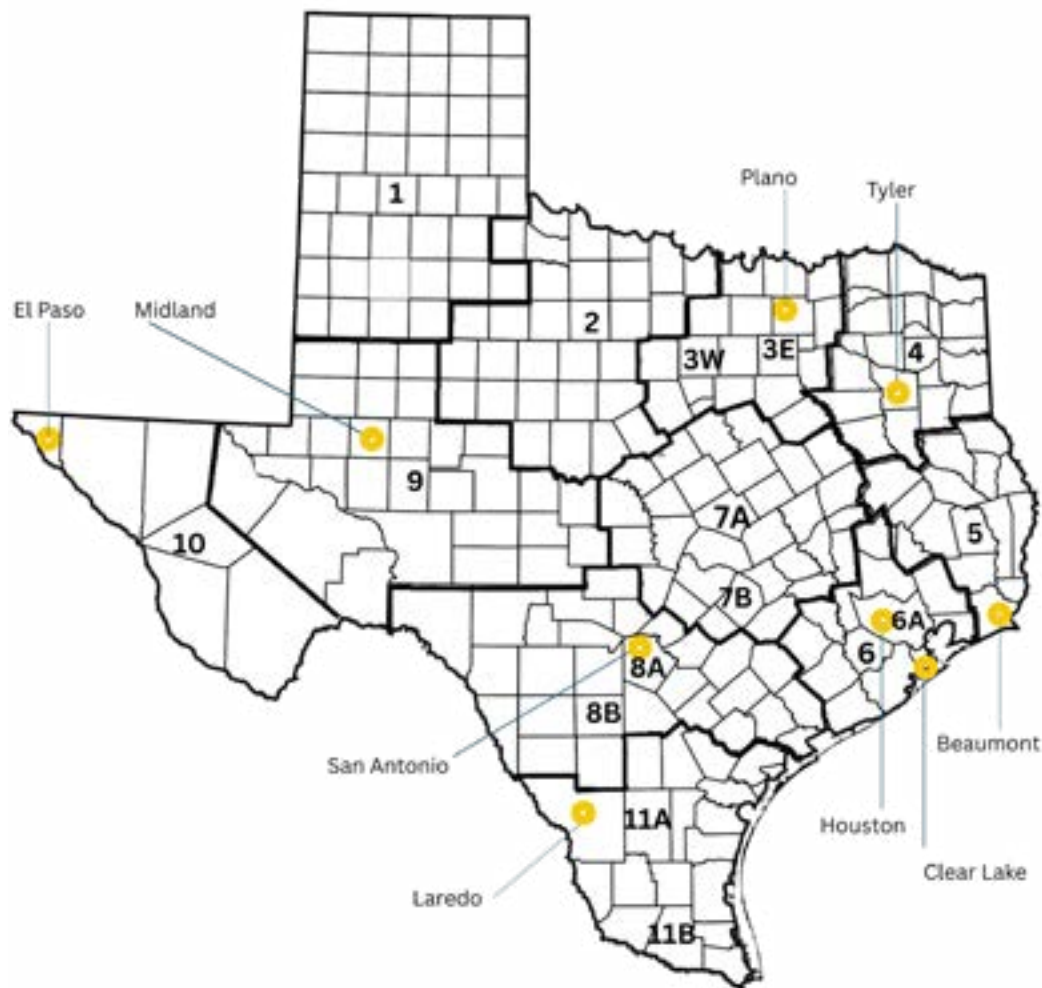 1
Plano
Tyler
El Paso
Midland
2
3W
3E
4
9
7A
10
5
7B
6A
6
8A
8B
San Antonio
Beaumont
11A
Houston
Clear Lake
Laredo
11B